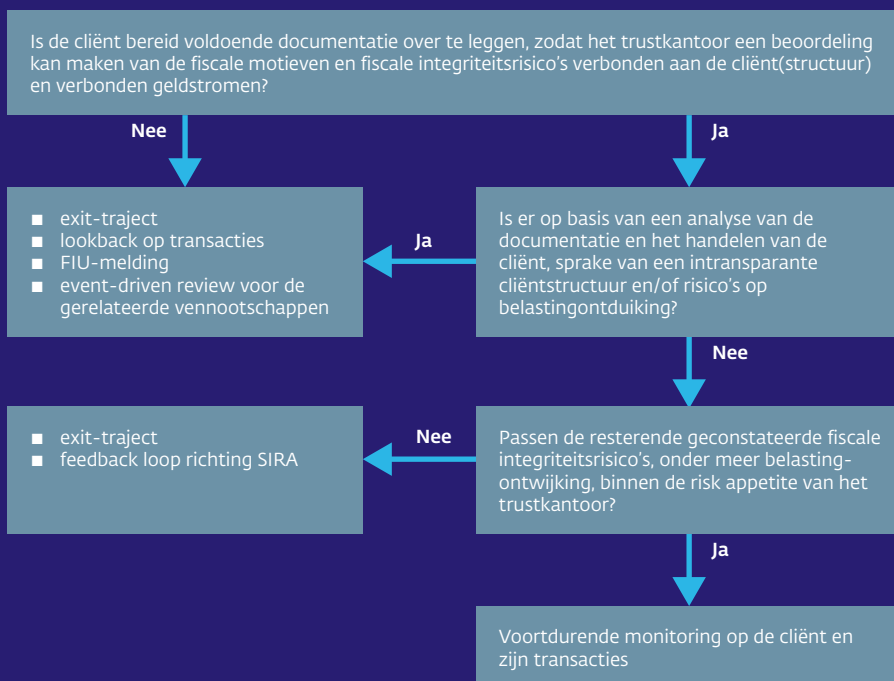 Is de cliënt bereid voldoende documentatie over te leggen, zodat het trustkantoor een beoordeling
kan maken van de fiscale motieven en fiscale integriteitsrisico's verbonden aan de cliënt(structuur)
en verbonden geldstromen?
Nee
Ja
■ exit-traject
■ lookback op transacties
■ FIU-melding
■ event-driven review voor de
gerelateerde vennootschappen
Ja
Is er op basis van een analyse van de
documentatie en het handelen van de
cliënt, sprake van een intransparante
cliëntstructuur en/of risico's op
belastingontduiking?
Nee
■ exit-traject
■ feedback loop richting SIRA
Nee
Passen de resterende geconstateerde fiscale
integriteitsrisico's, onder meer belasting-
ontwijking, binnen de risk appetite van het
trustkantoor?
Ja
Voortdurende monitoring op de cliënt en
zijn transacties